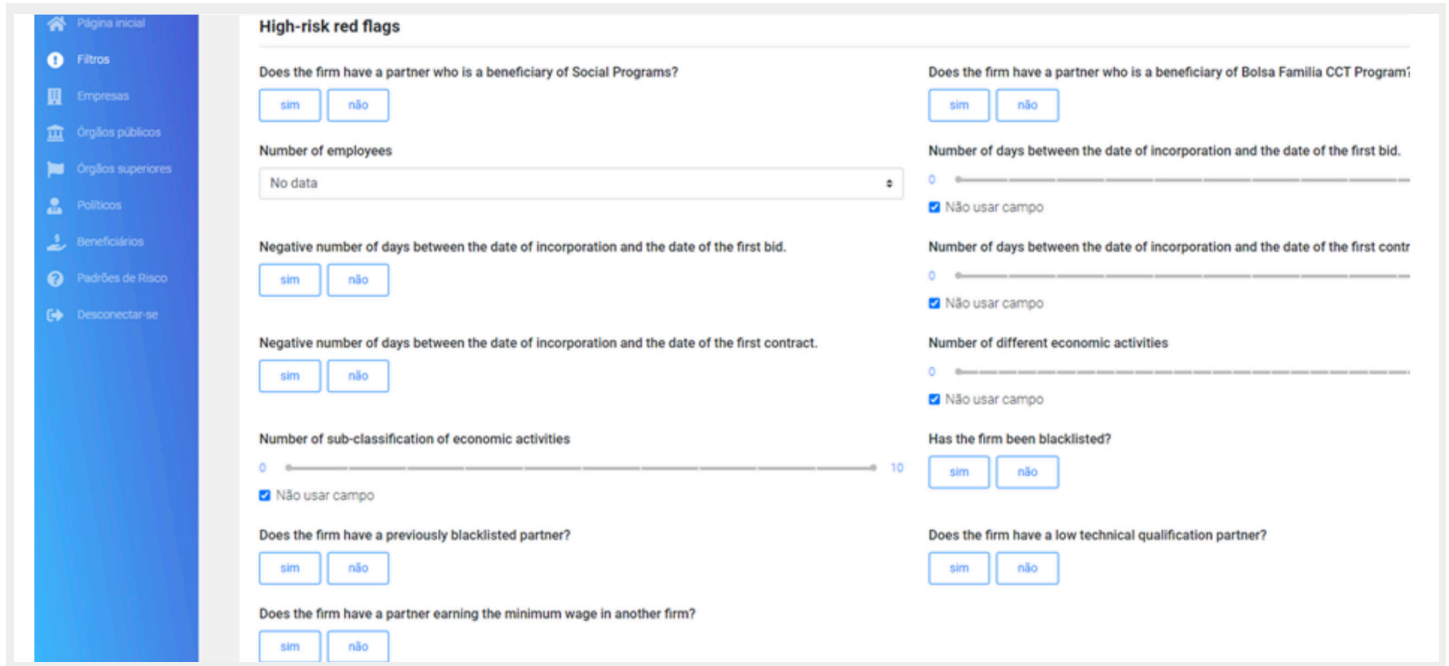 Página inicial
Filtros
Empresas
Órgãos públicos
Órgãos superiores
Políticos
Beneficiários
Padrões de Risco
Desconectar-se
High-risk red flags
Does the firm have a partner who is a beneficiary of Social Programs?
sim não
Does the firm have a partner who is a beneficiary of Bolsa Familia CCT Program?
sim não
Number of employees
No data
Number of days between the date of incorporation and the date of the first bid.
0
Não usar campo
Negative number of days between the date of incorporation and the date of the first bid.
sim não
Number of days between the date of incorporation and the date of the first contr
0
Não usar campo
Negative number of days between the date of incorporation and the date of the first contract.
sim não
Number of different economic activities
0
Não usar campo
Number of sub-classification of economic activities
0 10
Não usar campo
Has the firm been blacklisted?
sim não
Does the firm have a previously blacklisted partner?
sim não
Does the firm have a low technical qualification partner?
sim não
Does the firm have a partner earning the minimum wage in another firm?
sim não